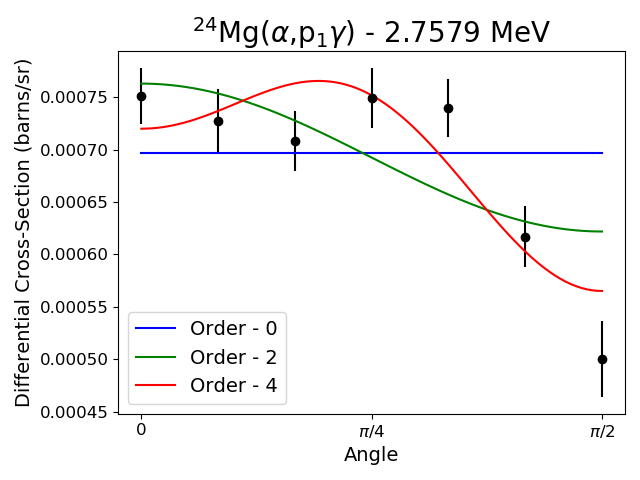 ²⁴Mg(α,p₁γ) - 2.7579 MeV
Differential Cross-Section (barns/sr)
0.00075
0.00070
0.00065
0.00060
0.00055
0.00050
0.00045
Order - 0
Order - 2
Order - 4
0
π/4
π/2
Angle